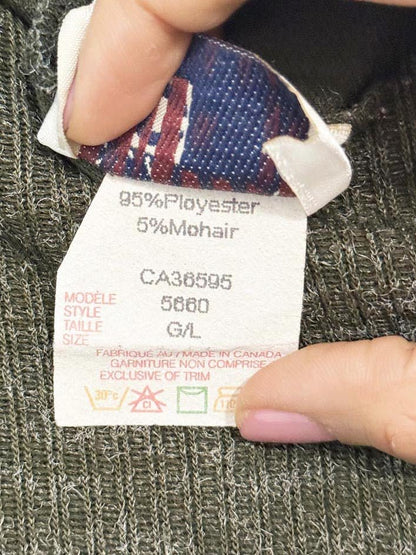 95%Ployester
5%Mohair
CA36595
MODÈLE
STYLE 5660
TAILLE G/L
SIZE
FABRIQUÉ AU / MADE IN CANADA
GARNITURE NON COMPRISE
EXCLUSIVE OF TRIM
30°c
Cl